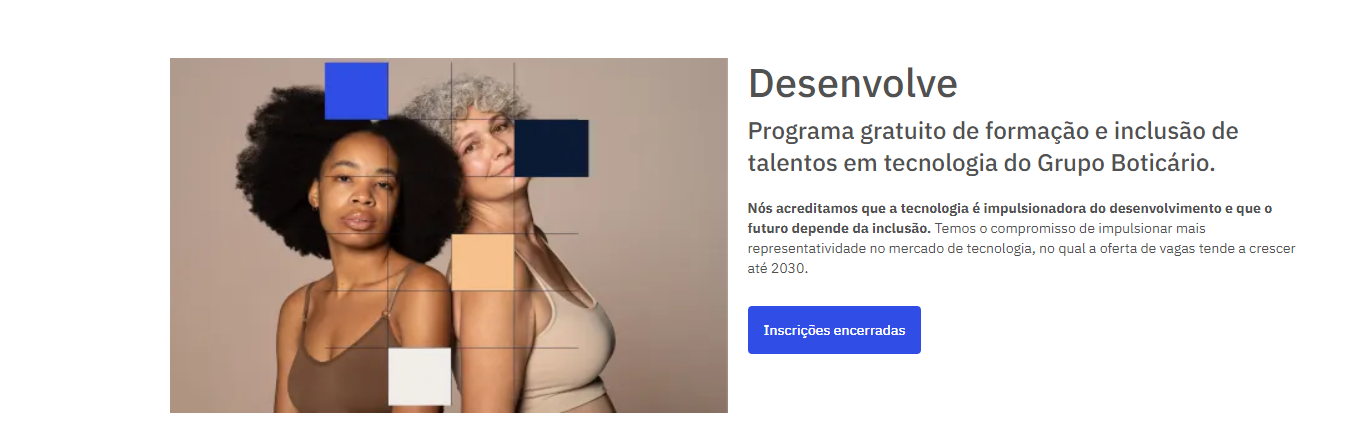 Desenvolve
Programa gratuito de formação e inclusão de
talentos em tecnologia do Grupo Boticário.
Nós acreditamos que a tecnologia é impulsionadora do desenvolvimento e que o
futuro depende da inclusão. Temos o compromisso de impulsionar mais
representatividade no mercado de tecnologia, no qual a oferta de vagas tende a crescer
até 2030.
Inscrições encerradas